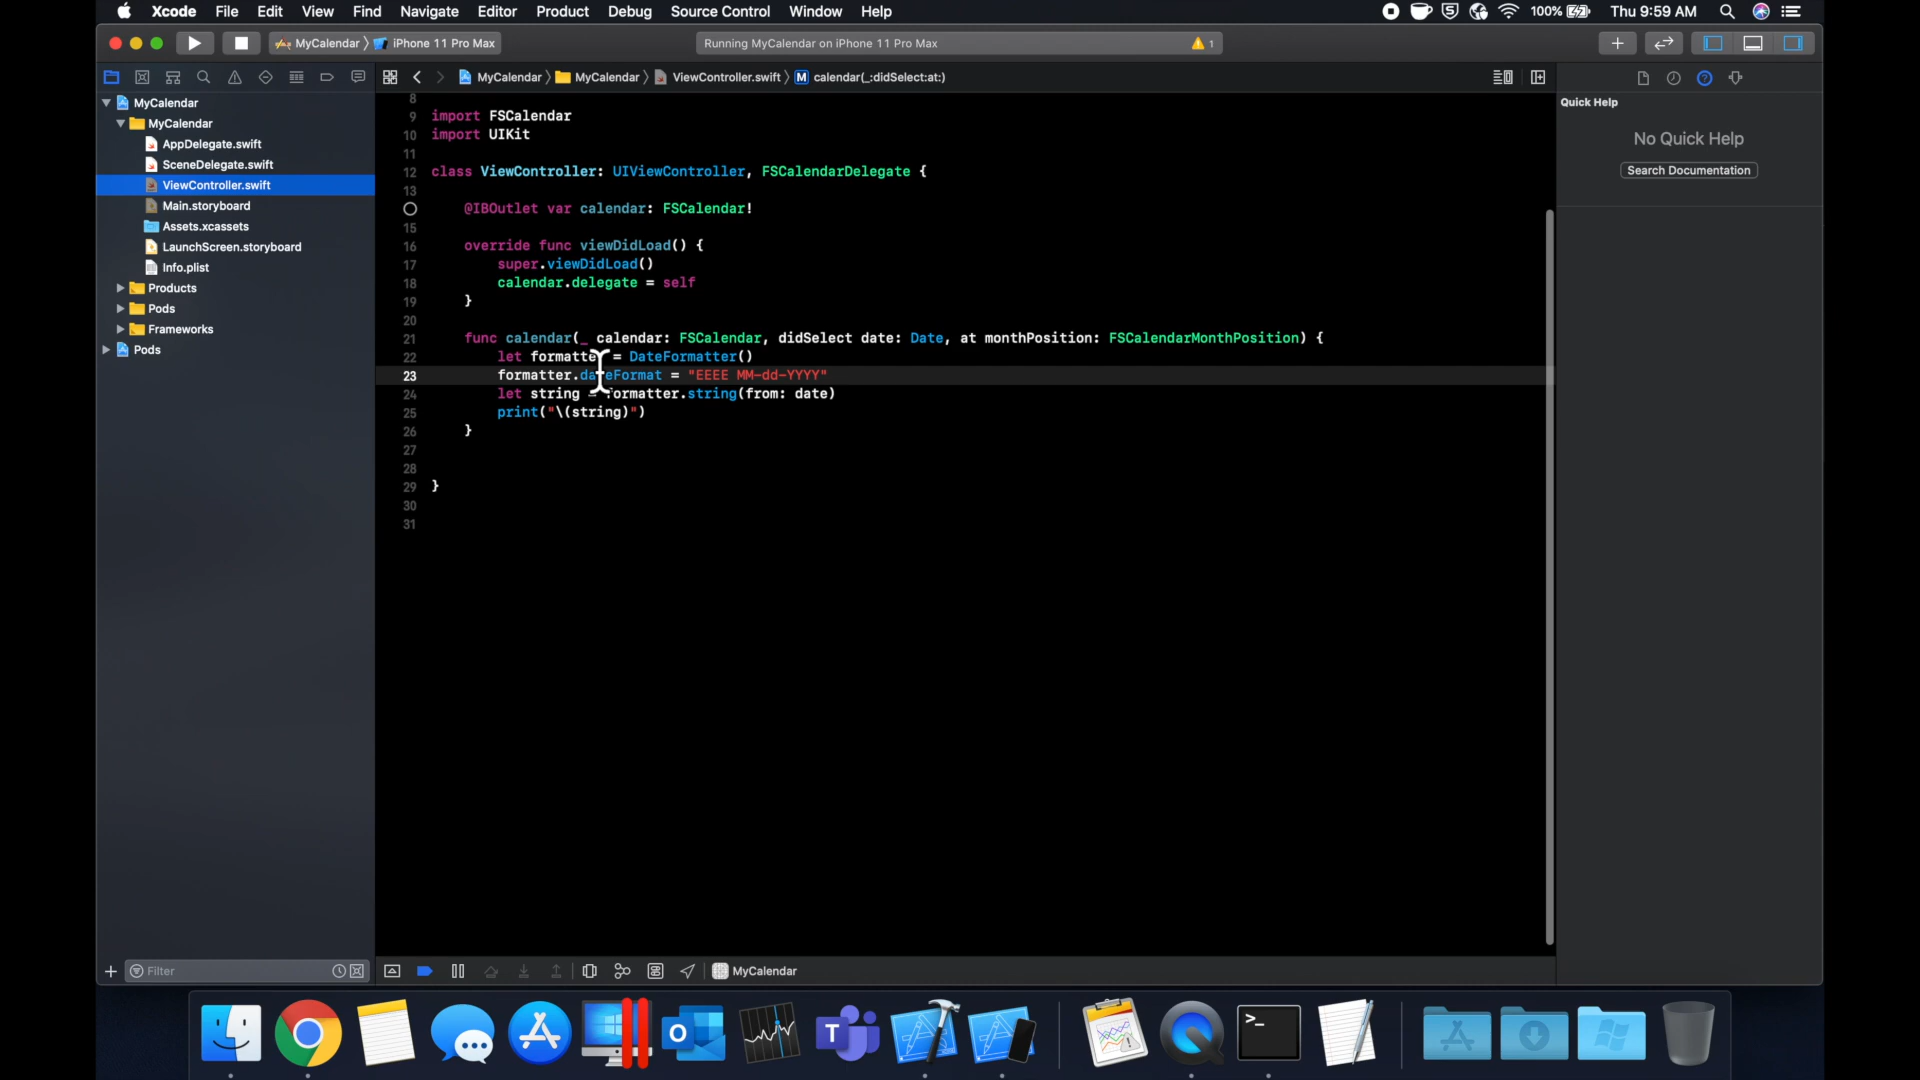 Xcode File Edit View Find Navigate Editor Product Debug Source Control Window Help
100% Thu 9:59 AM
MyCalendar iPhone 11 Pro Max
Running MyCalendar on iPhone 11 Pro Max
1
MyCalendar MyCalendar ViewController.swift M calendar(_:didSelect:at:)
MyCalendar
MyCalendar
AppDelegate.swift
SceneDelegate.swift
ViewController.swift
Main.storyboard
Assets.xcassets
LaunchScreen.storyboard
Info.plist
Products
Pods
Frameworks
Pods
8
9 import FSCalendar
10 import UIKit
11
12 class ViewController: UIViewController, FSCalendarDelegate {
13
@IBOutlet var calendar: FSCalendar!
15
16 override func viewDidLoad() {
17 super.viewDidLoad()
18 calendar.delegate = self
19 }
20
21 func calendar(_ calendar: FSCalendar, didSelect date: Date, at monthPosition: FSCalendarMonthPosition) {
22 let formatter = DateFormatter()
23 formatter.dateFormat = "EEEE MM-dd-YYYY"
24 let string = formatter.string(from: date)
25 print("\(string)")
26 }
27
28
29 }
30
31
Quick Help
No Quick Help
Search Documentation
Filter
MyCalendar